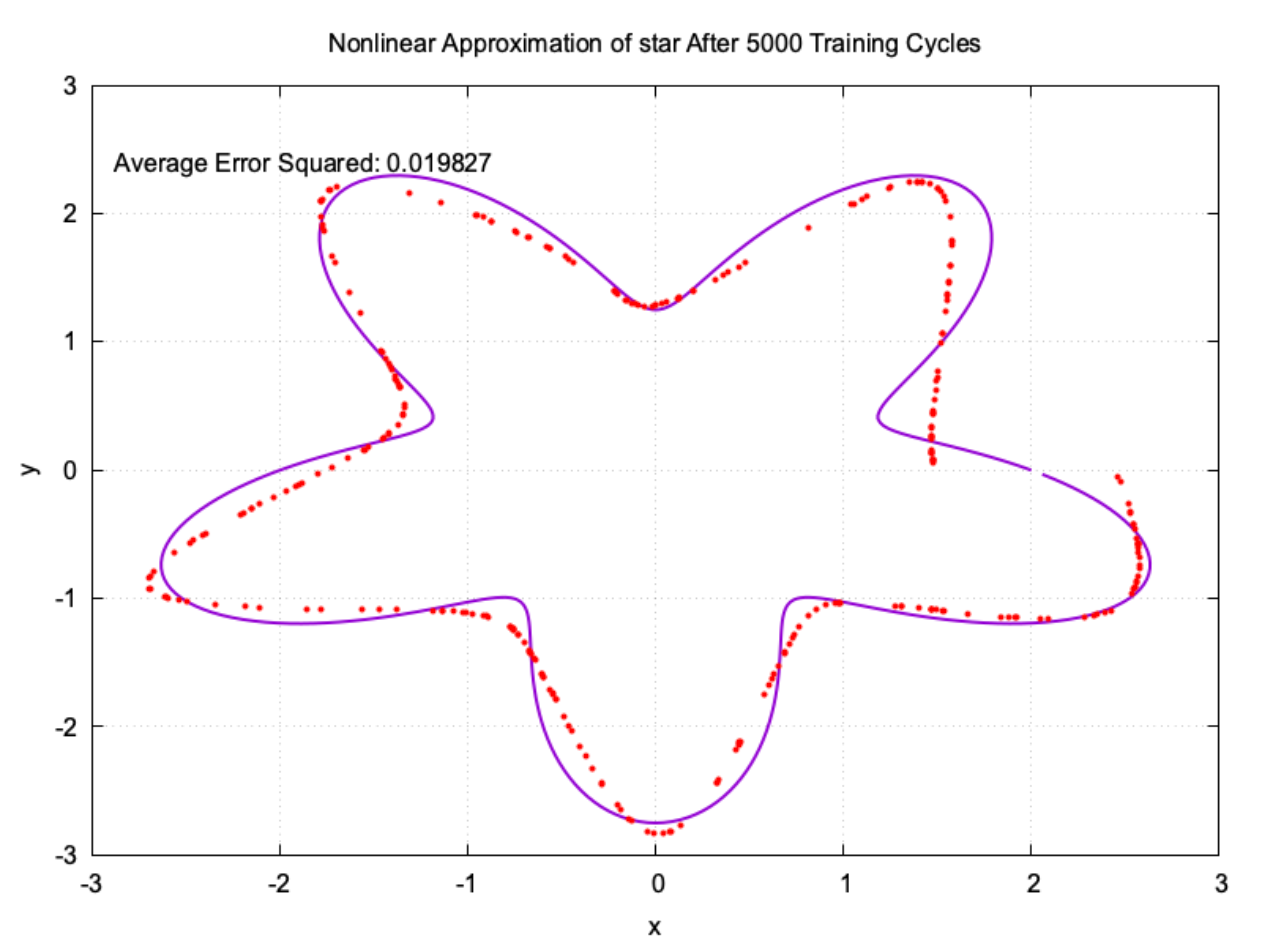 Nonlinear Approximation of star After 5000 Training Cycles
3
Average Error Squared: 0.019827
2
1
y
0
-1
-2
-3
-3 -2 -1 0 1 2 3
x